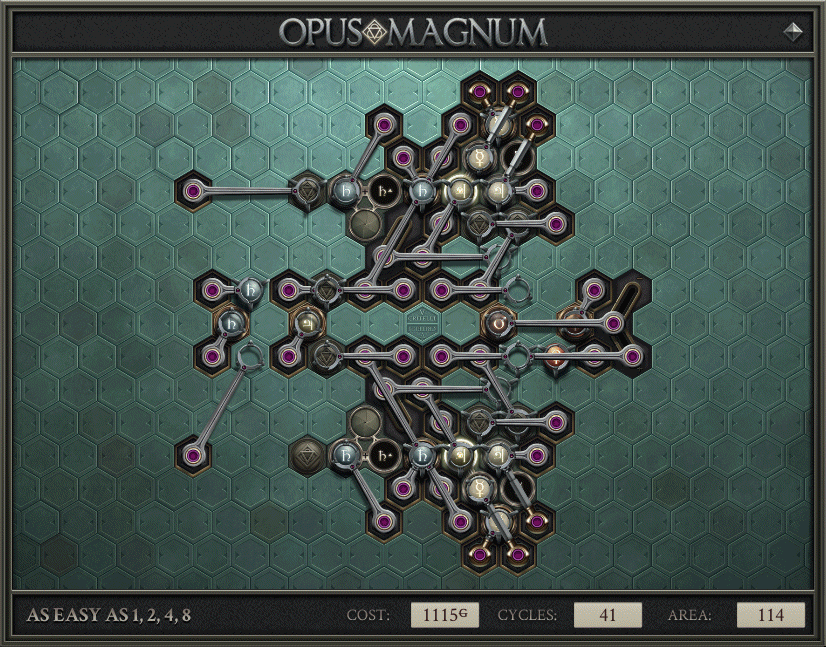 OPUS MAGNUM
AS EASY AS 1, 2, 4, 8
COST: 1115G
CYCLES: 41
AREA: 114